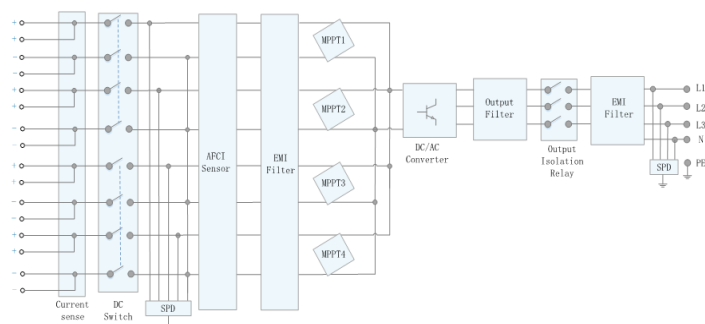 +
+
-
-
+
+
-
-
+
+
-
-
+
+
-
-
Current
sense
DC
Switch
SPD
AFCI
Sensor
EMI
Filter
MPPT1
MPPT2
MPPT3
MPPT4
DC/AC
Converter
Output
Filter
Output
Isolation
Relay
EMI
Filter
L1
L2
L3
N
SPD
PE